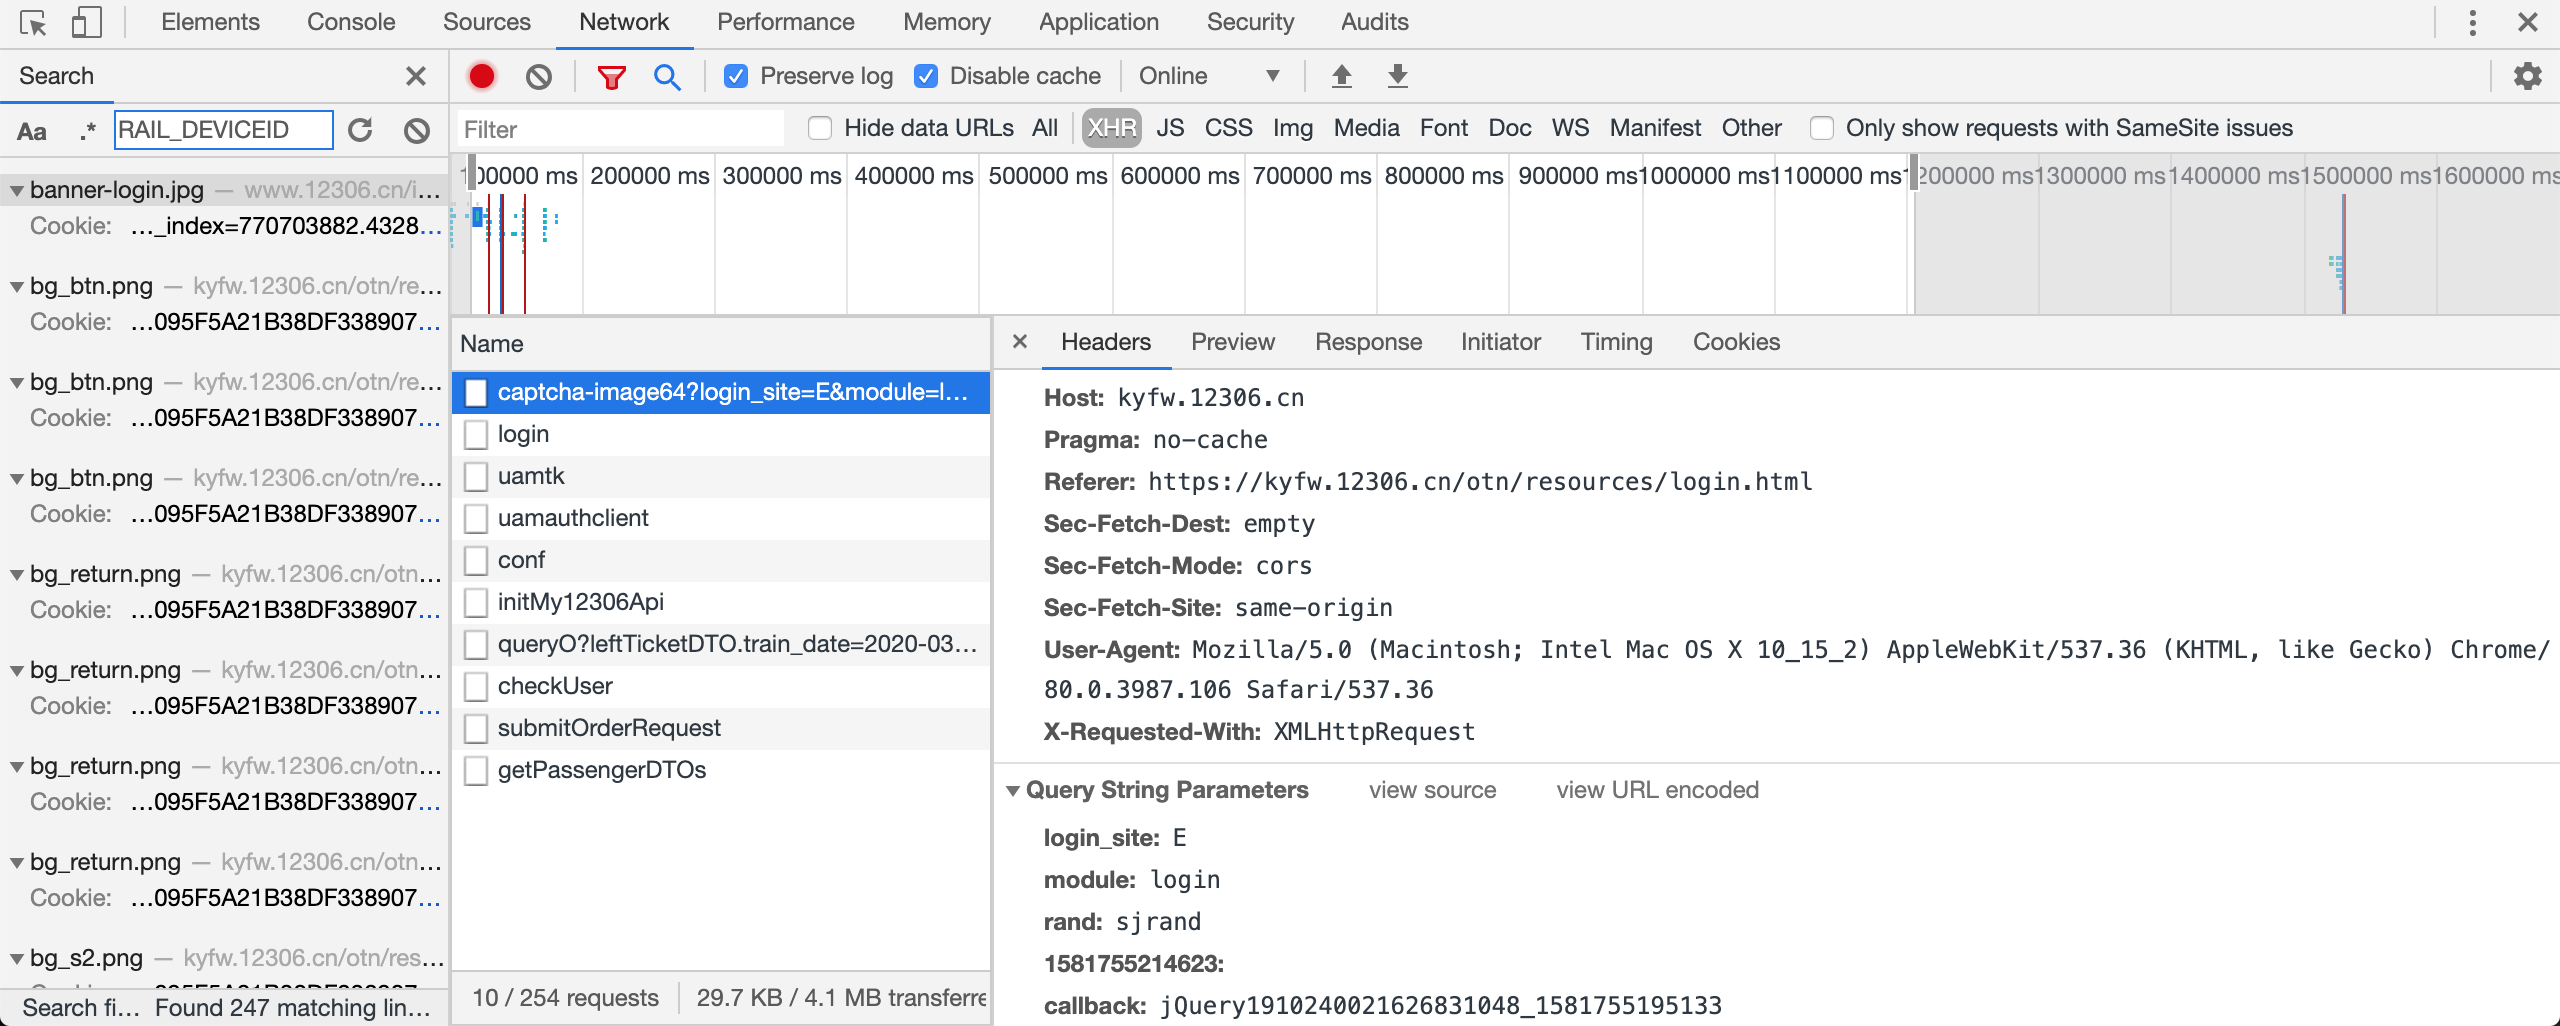 Elements Console Sources Network Performance Memory Application Security Audits
Search
Preserve log Disable cache Online
Aa .* RAIL_DEVICEID
Filter Hide data URLs All XHR JS CSS Img Media Font Doc WS Manifest Other Only show requests with SameSite issues
00000 ms 200000 ms 300000 ms 400000 ms 500000 ms 600000 ms 700000 ms 800000 ms 900000 ms 1000000 ms 1100000 ms 1200000 ms 1300000 ms 1400000 ms 1500000 ms 1600000 ms
banner-login.jpg — www.12306.cn/i…
Cookie: …_index=770703882.4328…
bg_btn.png — kyfw.12306.cn/otn/re…
Cookie: …095F5A21B38DF338907…
bg_btn.png — kyfw.12306.cn/otn/re…
Cookie: …095F5A21B38DF338907…
bg_btn.png — kyfw.12306.cn/otn/re…
Cookie: …095F5A21B38DF338907…
bg_return.png — kyfw.12306.cn/otn…
Cookie: …095F5A21B38DF338907…
bg_return.png — kyfw.12306.cn/otn…
Cookie: …095F5A21B38DF338907…
bg_return.png — kyfw.12306.cn/otn…
Cookie: …095F5A21B38DF338907…
bg_return.png — kyfw.12306.cn/otn…
Cookie: …095F5A21B38DF338907…
bg_s2.png — kyfw.12306.cn/otn/res…
Search fi… Found 247 matching lin…
Name
captcha-image64?login_site=E&module=l…
login
uamtk
uamauthclient
conf
initMy12306Api
queryO?leftTicketDTO.train_date=2020-03…
checkUser
submitOrderRequest
getPassengerDTOs
10 / 254 requests 29.7 KB / 4.1 MB transferre
Headers Preview Response Initiator Timing Cookies
Host: kyfw.12306.cn
Pragma: no-cache
Referer: https://kyfw.12306.cn/otn/resources/login.html
Sec-Fetch-Dest: empty
Sec-Fetch-Mode: cors
Sec-Fetch-Site: same-origin
User-Agent: Mozilla/5.0 (Macintosh; Intel Mac OS X 10_15_2) AppleWebKit/537.36 (KHTML, like Gecko) Chrome/
80.0.3987.106 Safari/537.36
X-Requested-With: XMLHttpRequest
Query String Parameters view source view URL encoded
login_site: E
module: login
rand: sjrand
1581755214623:
callback: jQuery1910240021626831048_1581755195133